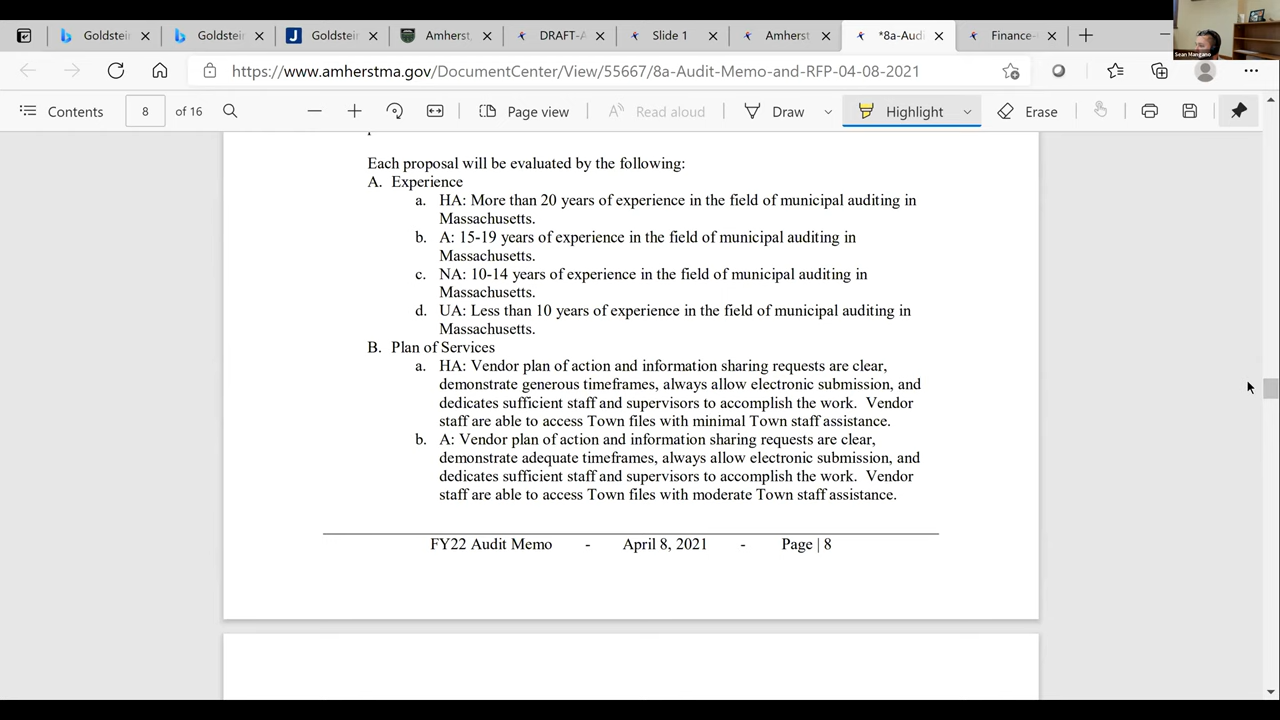 Goldstein
Goldstein
Goldstein
Amherst
DRAFT-A
Slide 1
Amherst
*8a-Audi
Finance-
https://www.amherstma.gov/DocumentCenter/View/55667/8a-Audit-Memo-and-RFP-04-08-2021
Sean Mangano
Contents
8
of 16
Page view
Read aloud
Draw
Highlight
Erase
Each proposal will be evaluated by the following:
A. Experience
a. HA: More than 20 years of experience in the field of municipal auditing in
Massachusetts.
b. A: 15-19 years of experience in the field of municipal auditing in
Massachusetts.
c. NA: 10-14 years of experience in the field of municipal auditing in
Massachusetts.
d. UA: Less than 10 years of experience in the field of municipal auditing in
Massachusetts.
B. Plan of Services
a. HA: Vendor plan of action and information sharing requests are clear,
demonstrate generous timeframes, always allow electronic submission, and
dedicates sufficient staff and supervisors to accomplish the work. Vendor
staff are able to access Town files with minimal Town staff assistance.
b. A: Vendor plan of action and information sharing requests are clear,
demonstrate adequate timeframes, always allow electronic submission, and
dedicates sufficient staff and supervisors to accomplish the work. Vendor
staff are able to access Town files with moderate Town staff assistance.
FY22 Audit Memo - April 8, 2021 - Page | 8